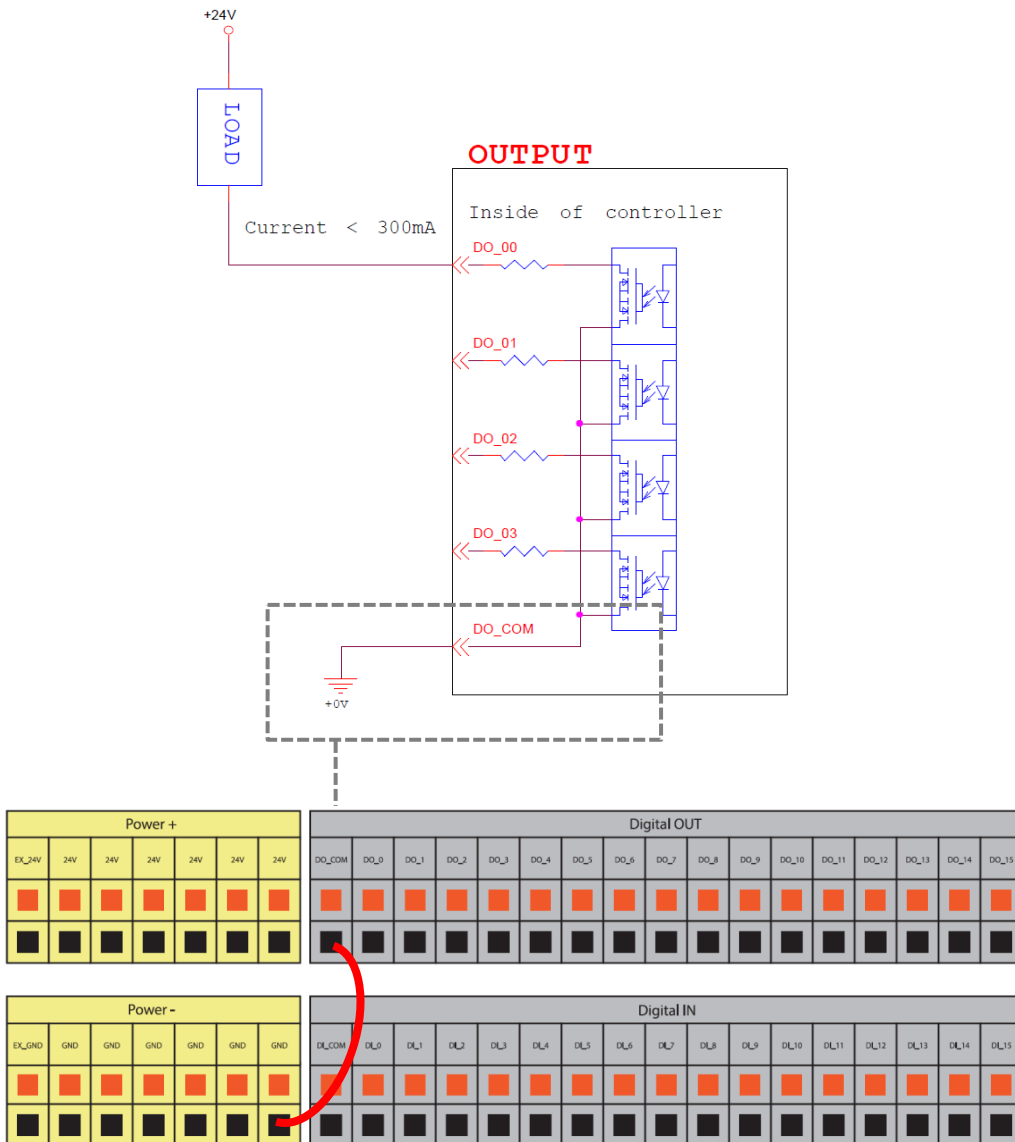 +24V
LOAD
OUTPUT
Inside of controller
Current < 300mA
DO_00
DO_01
DO_02
DO_03
DO_COM
+0V
Power + Digital OUT
EX_24V 24V 24V 24V 24V 24V 24V DO_COM DO_0 DO_1 DO_2 DO_3 DO_4 DO_5 DO_6 DO_7 DO_8 DO_9 DO_10 DO_11 DO_12 DO_13 DO_14 DO_15
Power - Digital IN
EX_GND GND GND GND GND GND GND DI_COM DI_0 DI_1 DI_2 DI_3 DI_4 DI_5 DI_6 DI_7 DI_8 DI_9 DI_10 DI_11 DI_12 DI_13 DI_14 DI_15